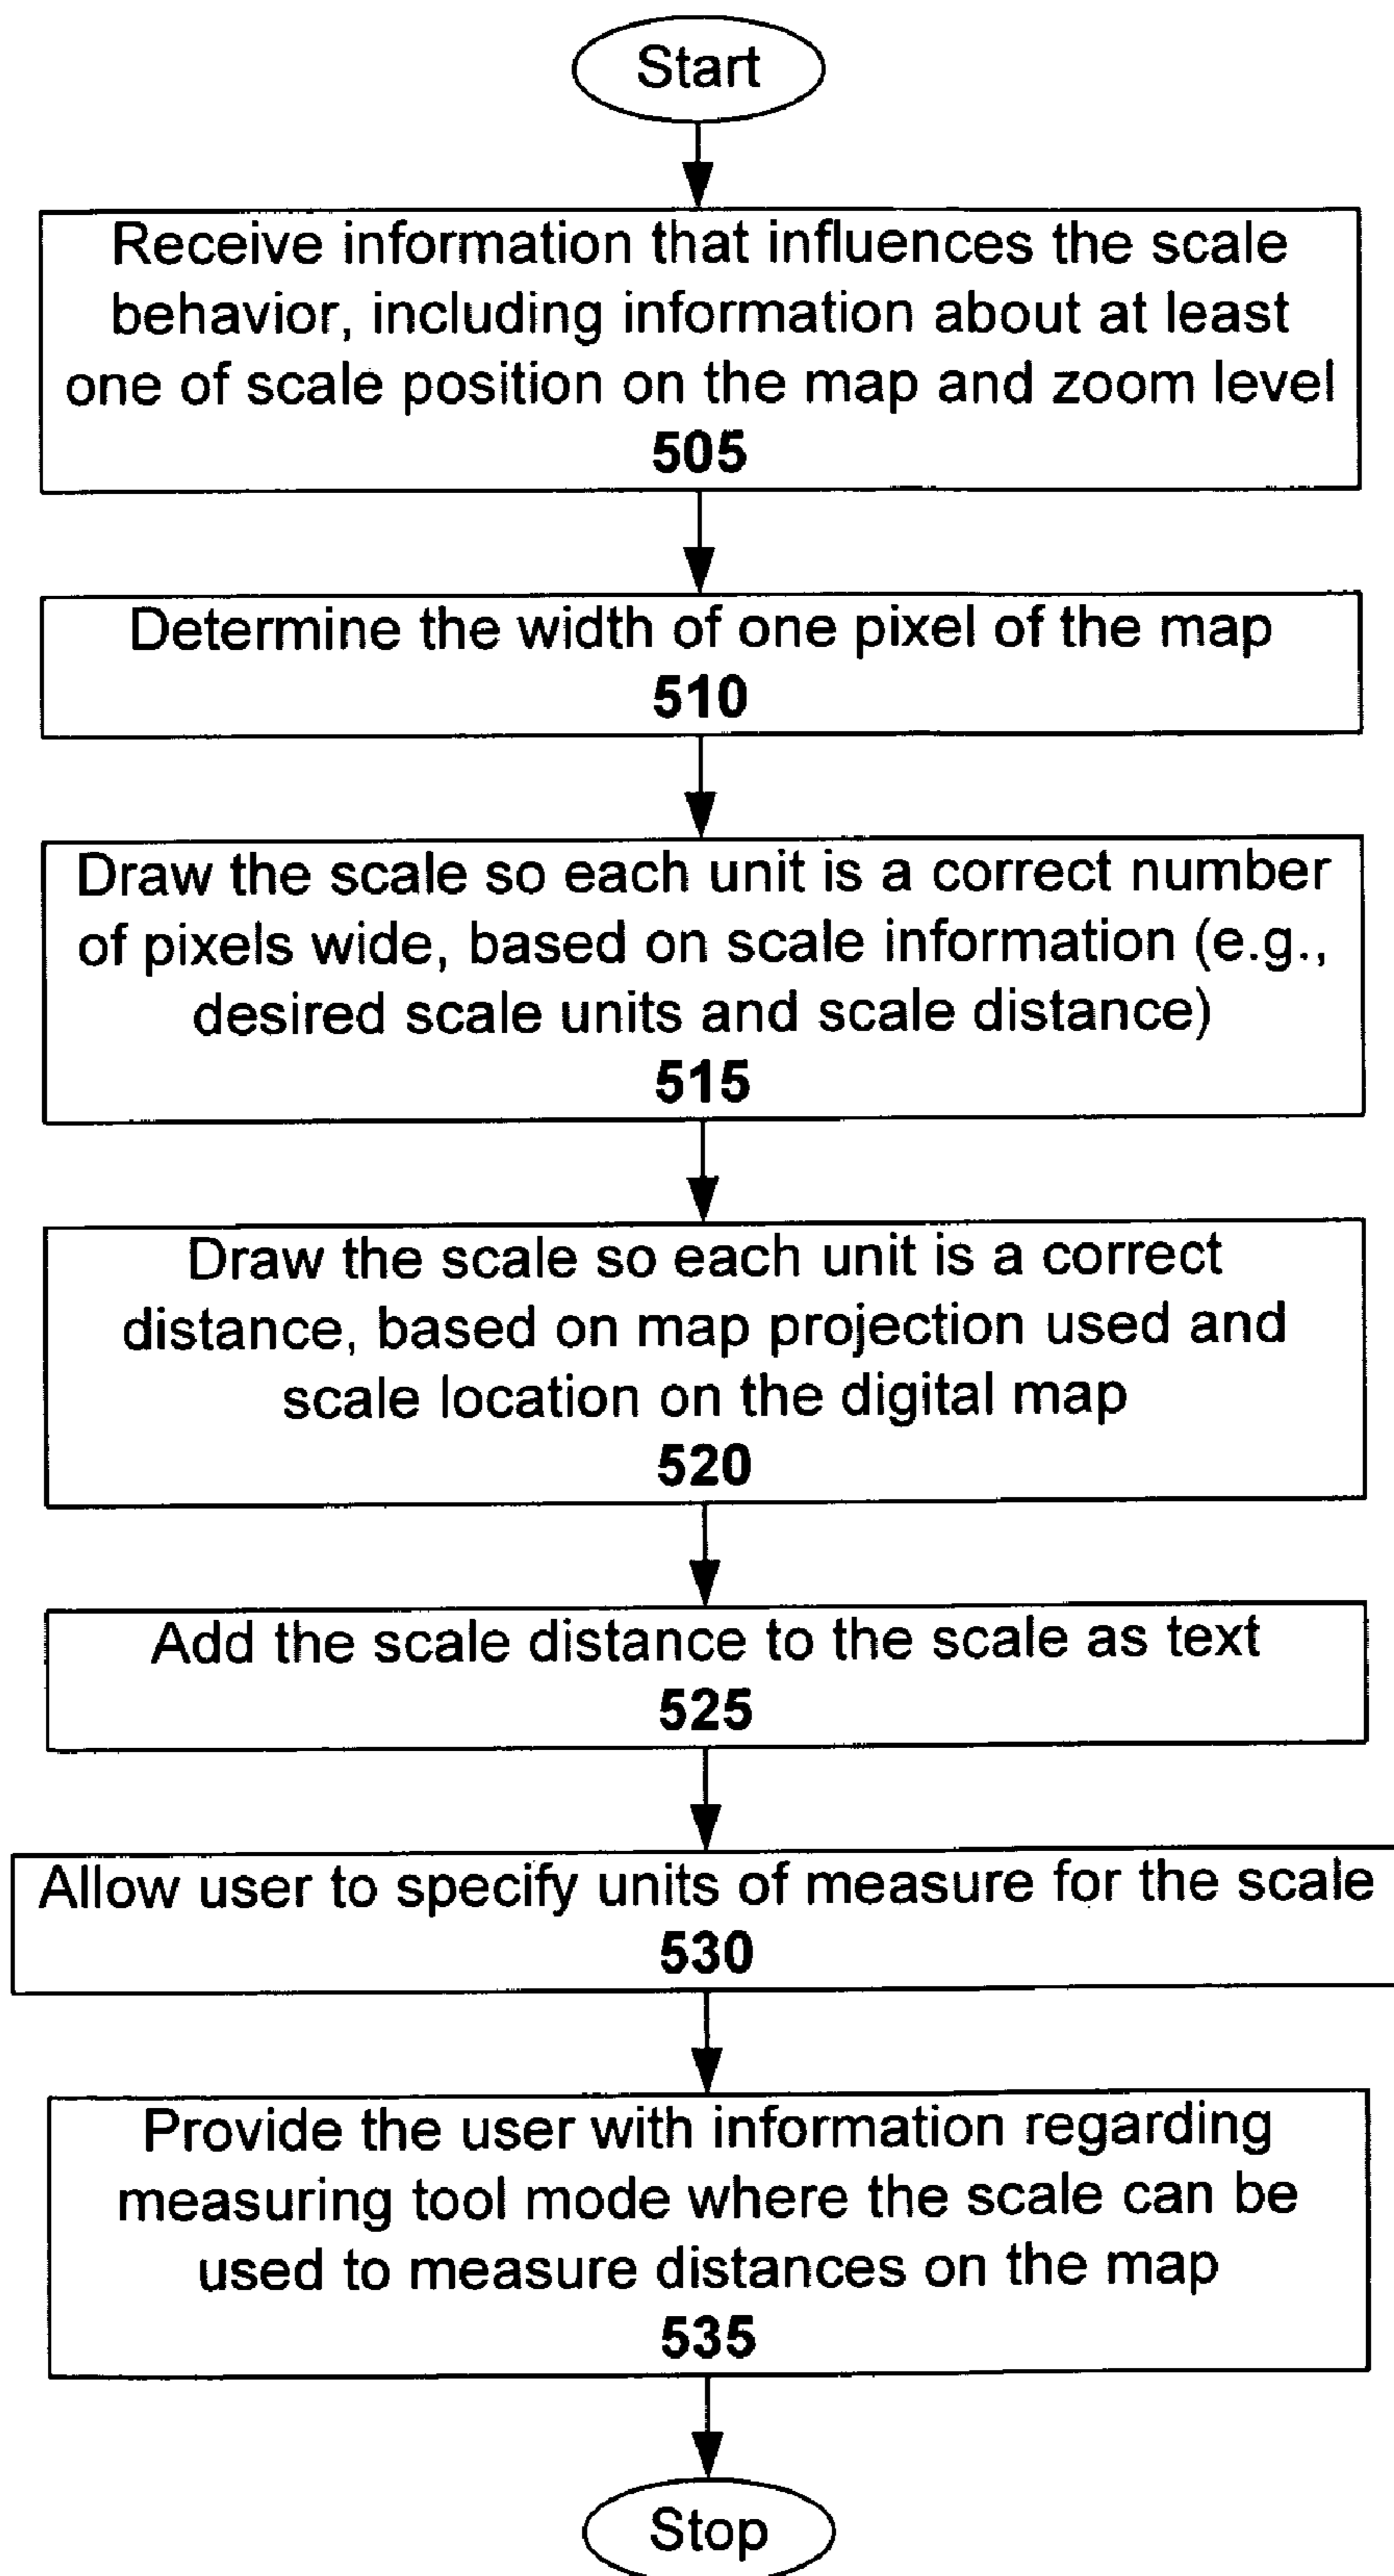 Start
Receive information that influences the scale
behavior, including information about at least
one of scale position on the map and zoom level
505
Determine the width of one pixel of the map
510
Draw the scale so each unit is a correct number
of pixels wide, based on scale information (e.g.,
desired scale units and scale distance)
515
Draw the scale so each unit is a correct
distance, based on map projection used and
scale location on the digital map
520
Add the scale distance to the scale as text
525
Allow user to specify units of measure for the scale
530
Provide the user with information regarding
measuring tool mode where the scale can be
used to measure distances on the map
535
Stop